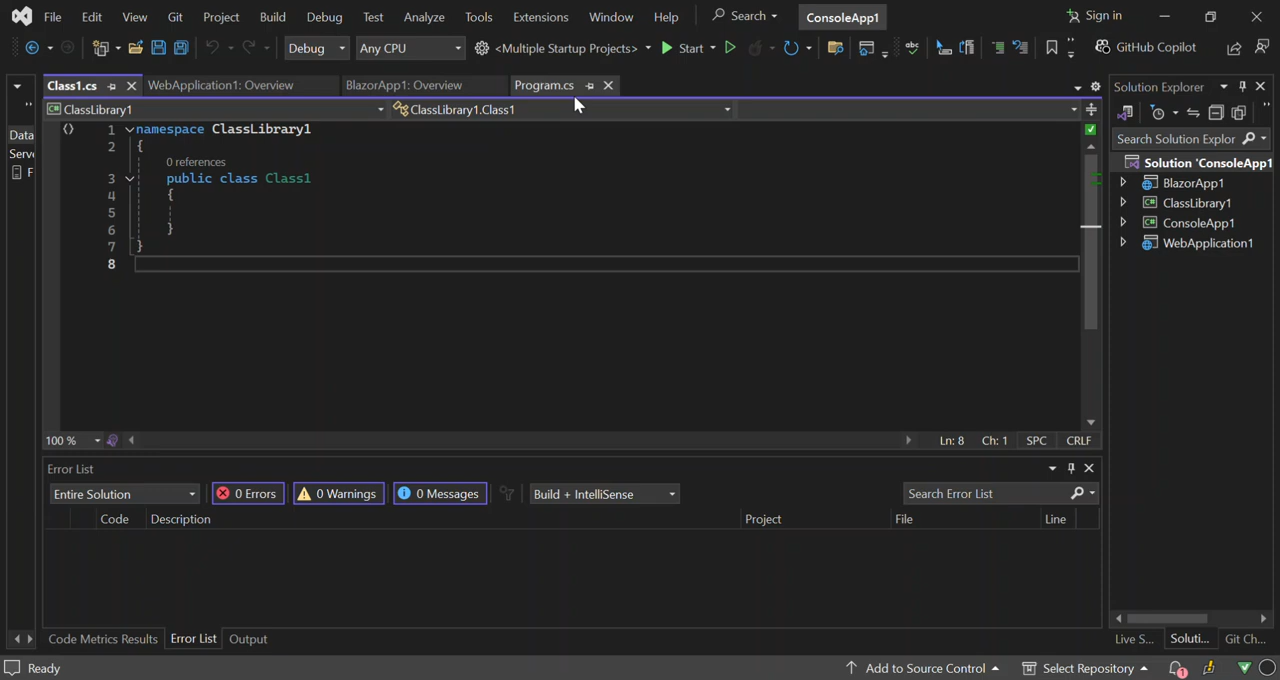 File Edit View Git Project Build Debug Test Analyze Tools Extensions Window Help Search ConsoleApp1 Sign in
Debug Any CPU <Multiple Startup Projects> Start GitHub Copilot
Class1.cs WebApplication1: Overview BlazorApp1: Overview Program.cs
ClassLibrary1 ClassLibrary1.Class1
1 namespace ClassLibrary1
2 {
0 references
3 public class Class1
4 {
5
6 }
7 }
8
100 % Ln: 8 Ch: 1 SPC CRLF
Data
Serve
F
Error List
Entire Solution 0 Errors 0 Warnings 0 Messages Build + IntelliSense Search Error List
Code Description Project File Line
Code Metrics Results Error List Output
Solution Explorer
Search Solution Explor
Solution 'ConsoleApp1
BlazorApp1
ClassLibrary1
ConsoleApp1
WebApplication1
Live S... Soluti... Git Ch...
Ready Add to Source Control Select Repository 1